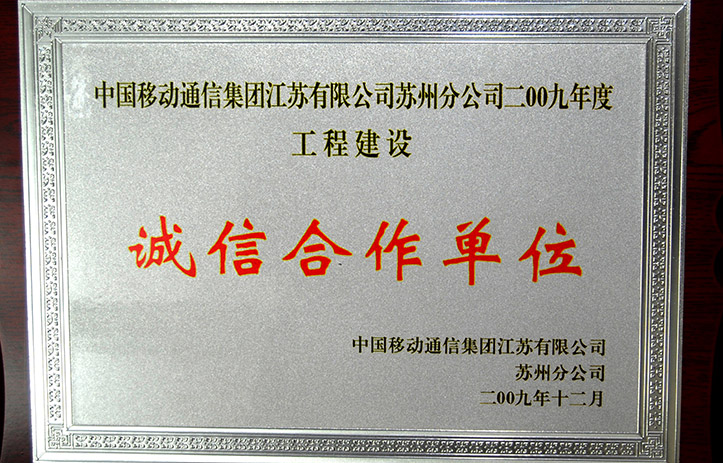 中国移动通信集团江苏有限公司苏州分公司二00九年度
工程建设
诚信合作单位
中国移动通信集团江苏有限公司
苏州分公司
二00九年十二月